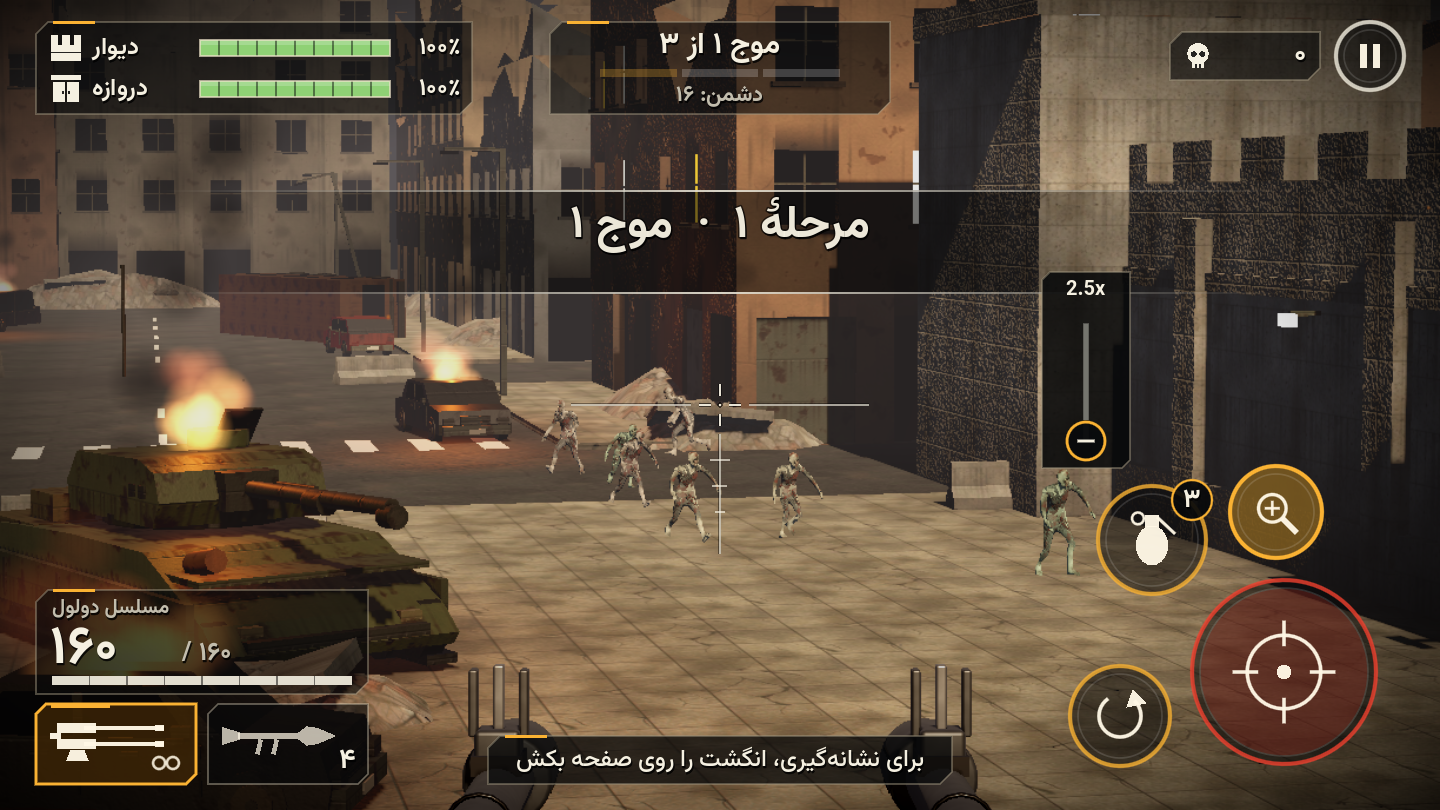 دیوار ۱۰۰٪
دروازه ۱۰۰٪
موج ۱ از ۳
دشمن: ۱۶
۰
مرحلهٔ ۱ · موج ۱
2.5x
۳
مسلسل دولول
۱۶۰ / ۱۶۰
∞
۴
برای نشانه‌گیری، انگشت را روی صفحه بکش